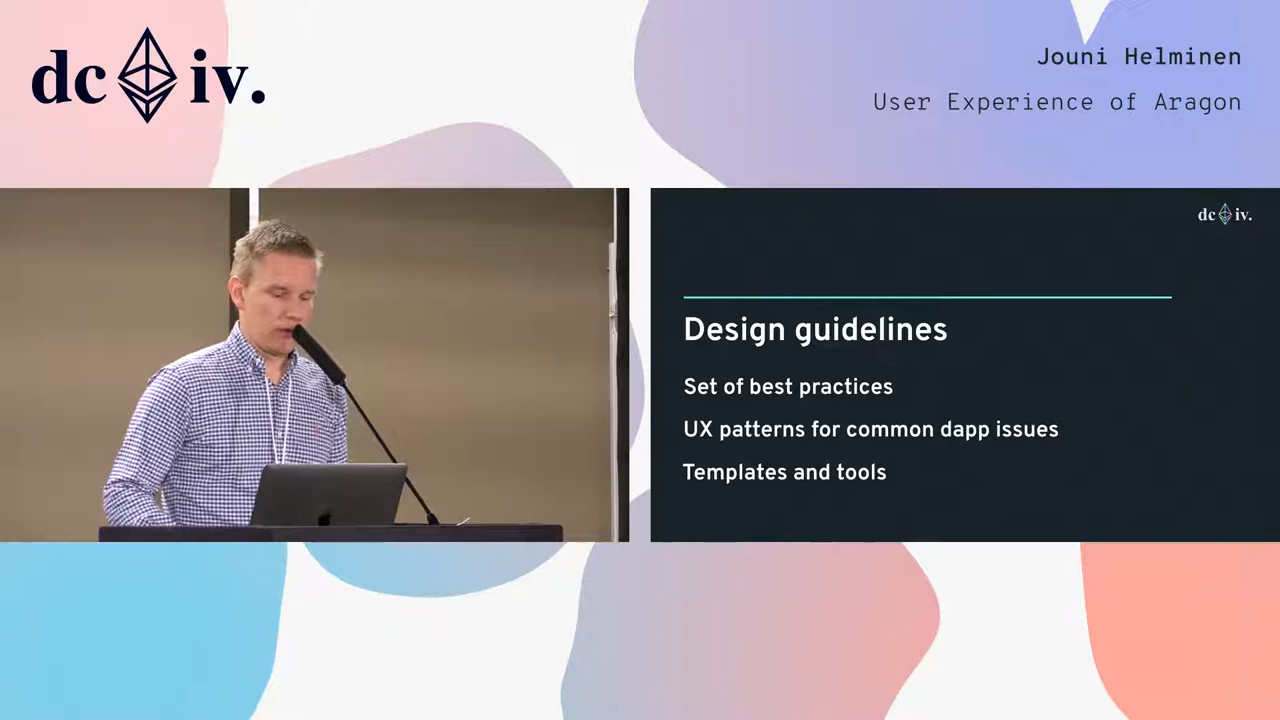 dc iv.
Jouni Helminen
User Experience of Aragon
dc iv.
Design guidelines
Set of best practices
UX patterns for common dapp issues
Templates and tools